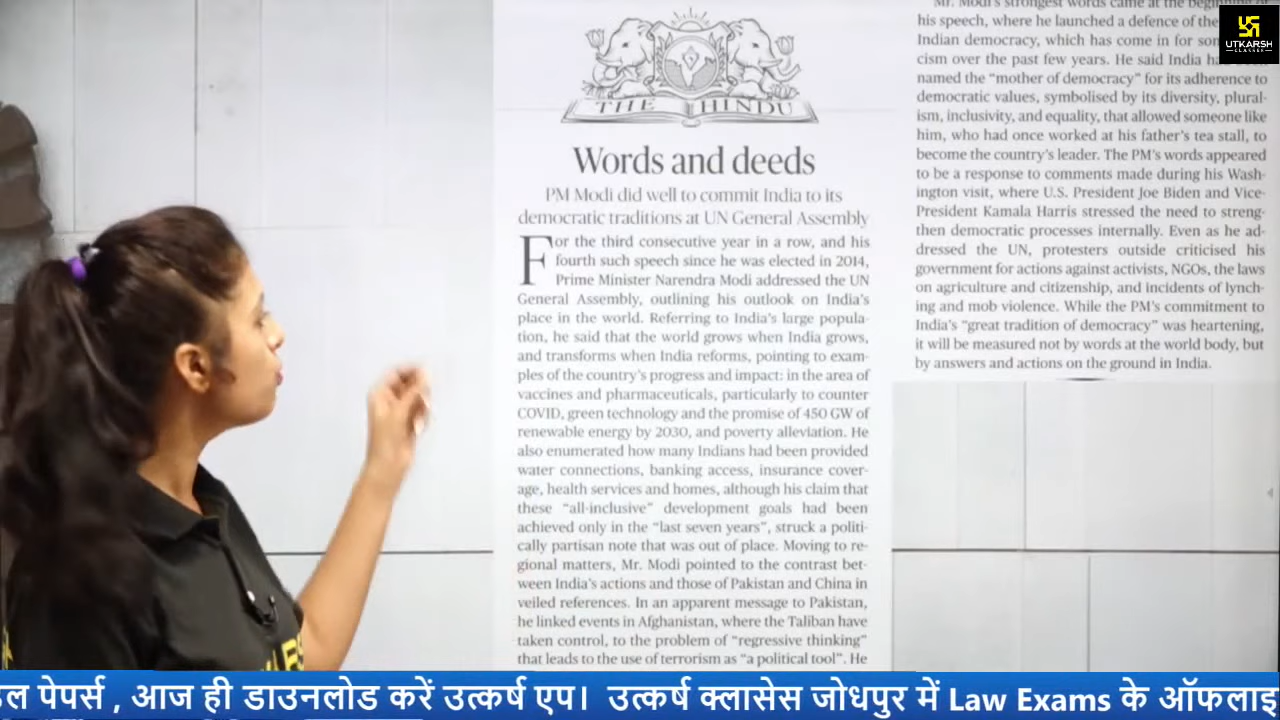 THE HINDU
Words and deeds
PM Modi did well to commit India to its
democratic traditions at UN General Assembly
For the third consecutive year in a row, and his
fourth such speech since he was elected in 2014,
Prime Minister Narendra Modi addressed the UN
General Assembly, outlining his outlook on India's
place in the world. Referring to India's large popula-
tion, he said that the world grows when India grows,
and transforms when India reforms, pointing to exam-
ples of the country's progress and impact: in the area of
vaccines and pharmaceuticals, particularly to counter
COVID, green technology and the promise of 450 GW of
renewable energy by 2030, and poverty alleviation. He
also enumerated how many Indians had been provided
water connections, banking access, insurance cover-
age, health services and homes, although his claim that
these “all-inclusive” development goals had been
achieved only in the “last seven years”, struck a politi-
cally partisan note that was out of place. Moving to re-
gional matters, Mr. Modi pointed to the contrast bet-
ween India's actions and those of Pakistan and China in
veiled references. In an apparent message to Pakistan,
he linked events in Afghanistan, where the Taliban have
taken control, to the problem of “regressive thinking”
that leads to the use of terrorism as “a political tool”. He
Mr. Modi's strongest words came at the beginning of
his speech, where he launched a defence of the
Indian democracy, which has come in for
cism over the past few years. He said India
named the “mother of democracy” for its adherence to
democratic values, symbolised by its diversity, plural-
ism, inclusivity, and equality, that allowed someone like
him, who had once worked at his father's tea stall, to
become the country's leader. The PM's words appeared
to be a response to comments made during his Wash-
ington visit, where U.S. President Joe Biden and Vice-
President Kamala Harris stressed the need to streng-
then democratic processes internally. Even as he ad-
dressed the UN, protesters outside criticised his
government for actions against activists, NGOs, the laws
on agriculture and citizenship, and incidents of lynch-
ing and mob violence. While the PM's commitment to
India's “great tradition of democracy” was heartening,
it will be measured not by words at the world body, but
by answers and actions on the ground in India.
UTKARSH
CLASSES
पेपर्स , आज ही डाउनलोड करें उत्कर्ष एप। उत्कर्ष क्लासेस जोधपुर में Law Exams के